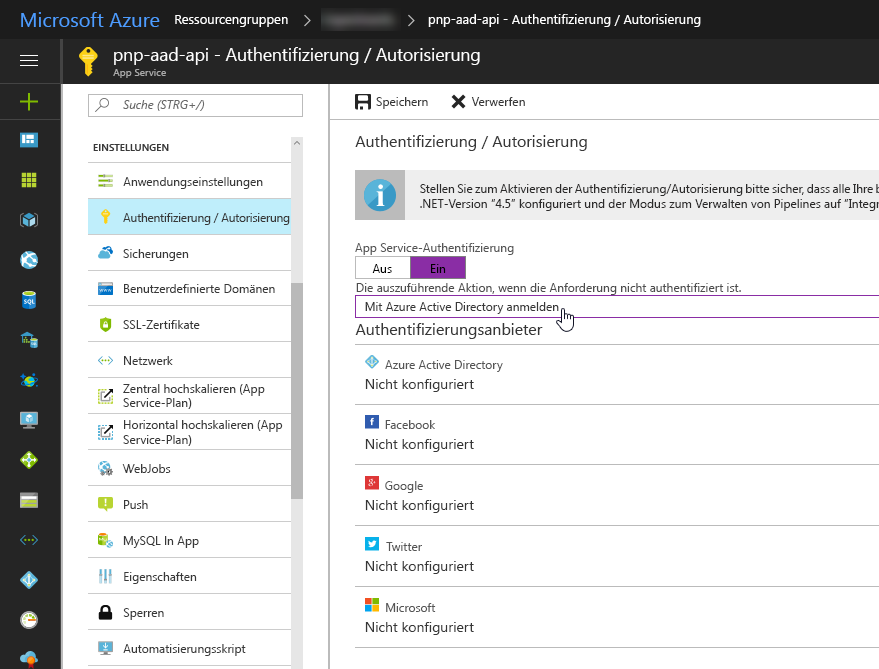 Microsoft Azure Ressourcengruppen > > pnp-aad-api - Authentifizierung / Autorisierung
pnp-aad-api - Authentifizierung / Autorisierung
App Service
Suche (STRG+/)
EINSTELLUNGEN
Anwendungseinstellungen
Authentifizierung / Autorisierung
Sicherungen
Benutzerdefinierte Domänen
SSL-Zertifikate
Netzwerk
Zentral hochskalieren (App
Service-Plan)
Horizontal hochskalieren (App
Service-Plan)
WebJobs
Push
MySQL In App
Eigenschaften
Sperren
Automatisierungsskript
Speichern Verwerfen
Authentifizierung / Autorisierung
Stellen Sie zum Aktivieren der Authentifizierung/Autorisierung bitte sicher, dass alle Ihre
.NET-Version “4.5” konfiguriert und der Modus zum Verwalten von Pipelines auf “Integr
App Service-Authentifizierung
Aus Ein
Die auszuführende Aktion, wenn die Anforderung nicht authentifiziert ist.
Mit Azure Active Directory anmelden
Authentifizierungsanbieter
Azure Active Directory
Nicht konfiguriert
Facebook
Nicht konfiguriert
Google
Nicht konfiguriert
Twitter
Nicht konfiguriert
Microsoft
Nicht konfiguriert